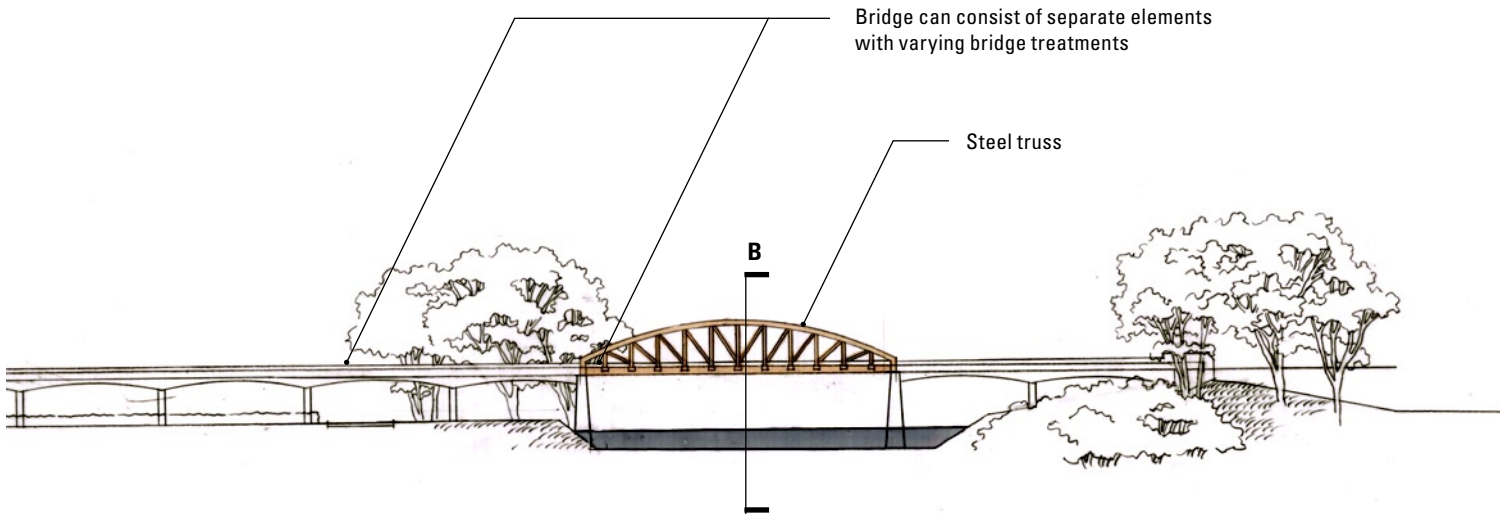 Bridge can consist of separate elements
with varying bridge treatments
Steel truss
B